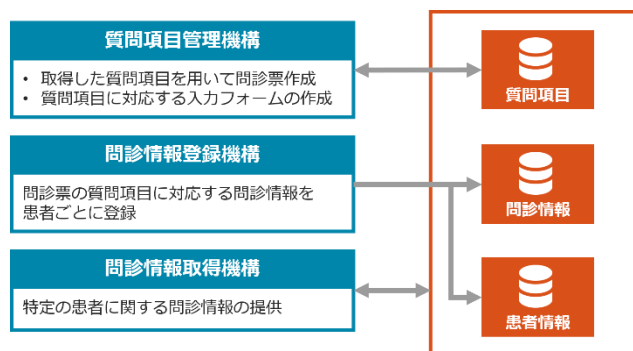 質問項目管理機構
• 取得した質問項目を用いて問診票作成
• 質問項目に対応する入力フォームの作成
質問項目
問診情報登録機構
問診票の質問項目に対応する問診情報を
患者ごとに登録
問診情報
問診情報取得機構
特定の患者に関する問診情報の提供
患者情報